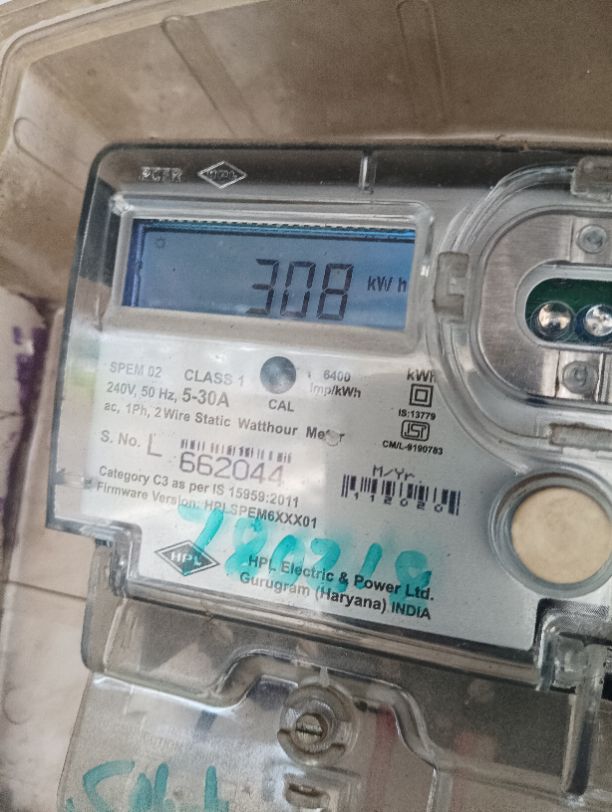 HPL
308 kWh
SPEM 02 CLASS 1 6400 kWh
240V, 50 Hz, 5-30A CAL Imp/kWh
ac, 1Ph, 2 Wire Static Watthour Meter
IS:13779
CM/L-9190783
S. No. L 662044
M/Yr.
112020
Category C3 as per IS 15959:2011
Firmware Version: HPLSPEM6XXX01
HPL
HPL Electric & Power Ltd.
Gurugram (Haryana) INDIA